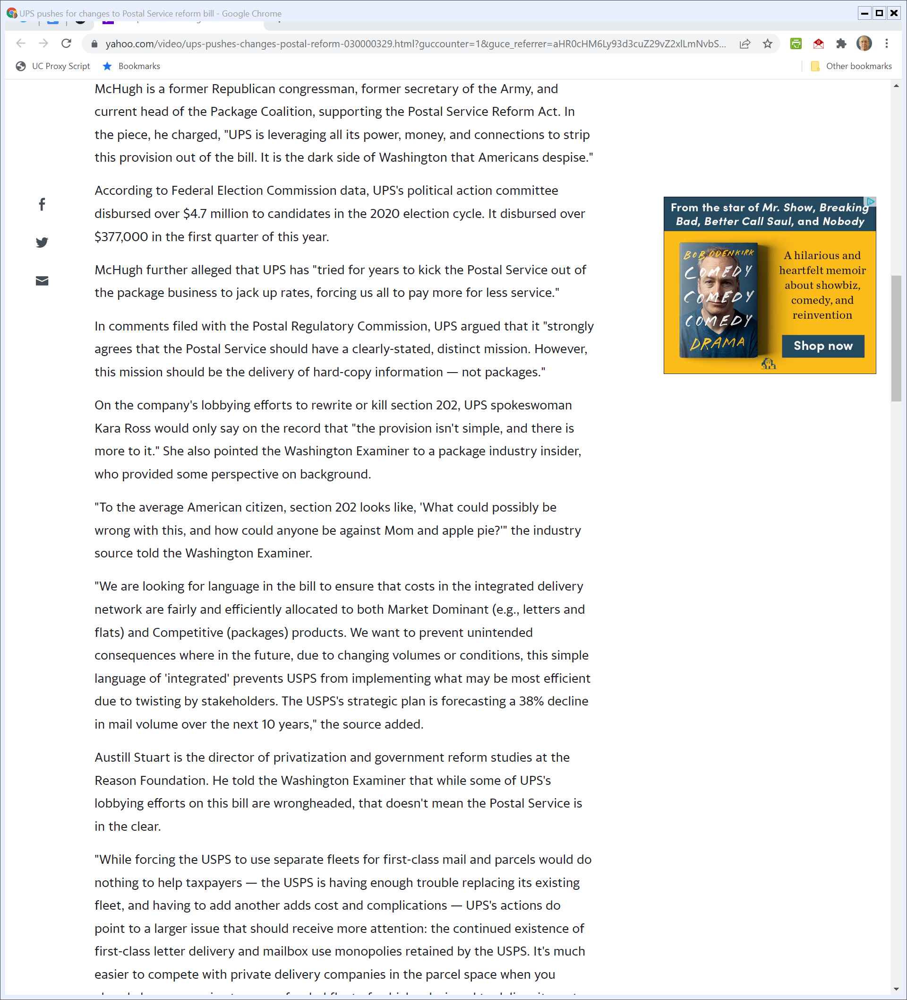 UPS pushes for changes to Postal Service reform bill - Google Chrome
yahoo.com/video/ups-pushes-changes-postal-reform-030000329.html?guccounter=1&guce_referrer=aHR0cHM6Ly93d3cuZ29vZ2xlLmNvbS...
UC Proxy Script
Bookmarks
Other bookmarks
McHugh is a former Republican congressman, former secretary of the Army, and
current head of the Package Coalition, supporting the Postal Service Reform Act. In
the piece, he charged, "UPS is leveraging all its power, money, and connections to strip
this provision out of the bill. It is the dark side of Washington that Americans despise."
According to Federal Election Commission data, UPS's political action committee
disbursed over $4.7 million to candidates in the 2020 election cycle. It disbursed over
$377,000 in the first quarter of this year.
McHugh further alleged that UPS has "tried for years to kick the Postal Service out of
the package business to jack up rates, forcing us all to pay more for less service."
In comments filed with the Postal Regulatory Commission, UPS argued that it "strongly
agrees that the Postal Service should have a clearly-stated, distinct mission. However,
this mission should be the delivery of hard-copy information — not packages."
On the company's lobbying efforts to rewrite or kill section 202, UPS spokeswoman
Kara Ross would only say on the record that "the provision isn't simple, and there is
more to it." She also pointed the Washington Examiner to a package industry insider,
who provided some perspective on background.
"To the average American citizen, section 202 looks like, 'What could possibly be
wrong with this, and how could anyone be against Mom and apple pie?'" the industry
source told the Washington Examiner.
"We are looking for language in the bill to ensure that costs in the integrated delivery
network are fairly and efficiently allocated to both Market Dominant (e.g., letters and
flats) and Competitive (packages) products. We want to prevent unintended
consequences where in the future, due to changing volumes or conditions, this simple
language of 'integrated' prevents USPS from implementing what may be most efficient
due to twisting by stakeholders. The USPS's strategic plan is forecasting a 38% decline
in mail volume over the next 10 years," the source added.
Austill Stuart is the director of privatization and government reform studies at the
Reason Foundation. He told the Washington Examiner that while some of UPS's
lobbying efforts on this bill are wrongheaded, that doesn't mean the Postal Service is
in the clear.
"While forcing the USPS to use separate fleets for first-class mail and parcels would do
nothing to help taxpayers — the USPS is having enough trouble replacing its existing
fleet, and having to add another adds cost and complications — UPS's actions do
point to a larger issue that should receive more attention: the continued existence of
first-class letter delivery and mailbox use monopolies retained by the USPS. It's much
easier to compete with private delivery companies in the parcel space when you
From the star of Mr. Show, Breaking
Bad, Better Call Saul, and Nobody
BOB ODENKIRK
COMEDY
COMEDY
COMEDY
DRAMA
A hilarious and
heartfelt memoir
about showbiz,
comedy, and
reinvention
Shop now